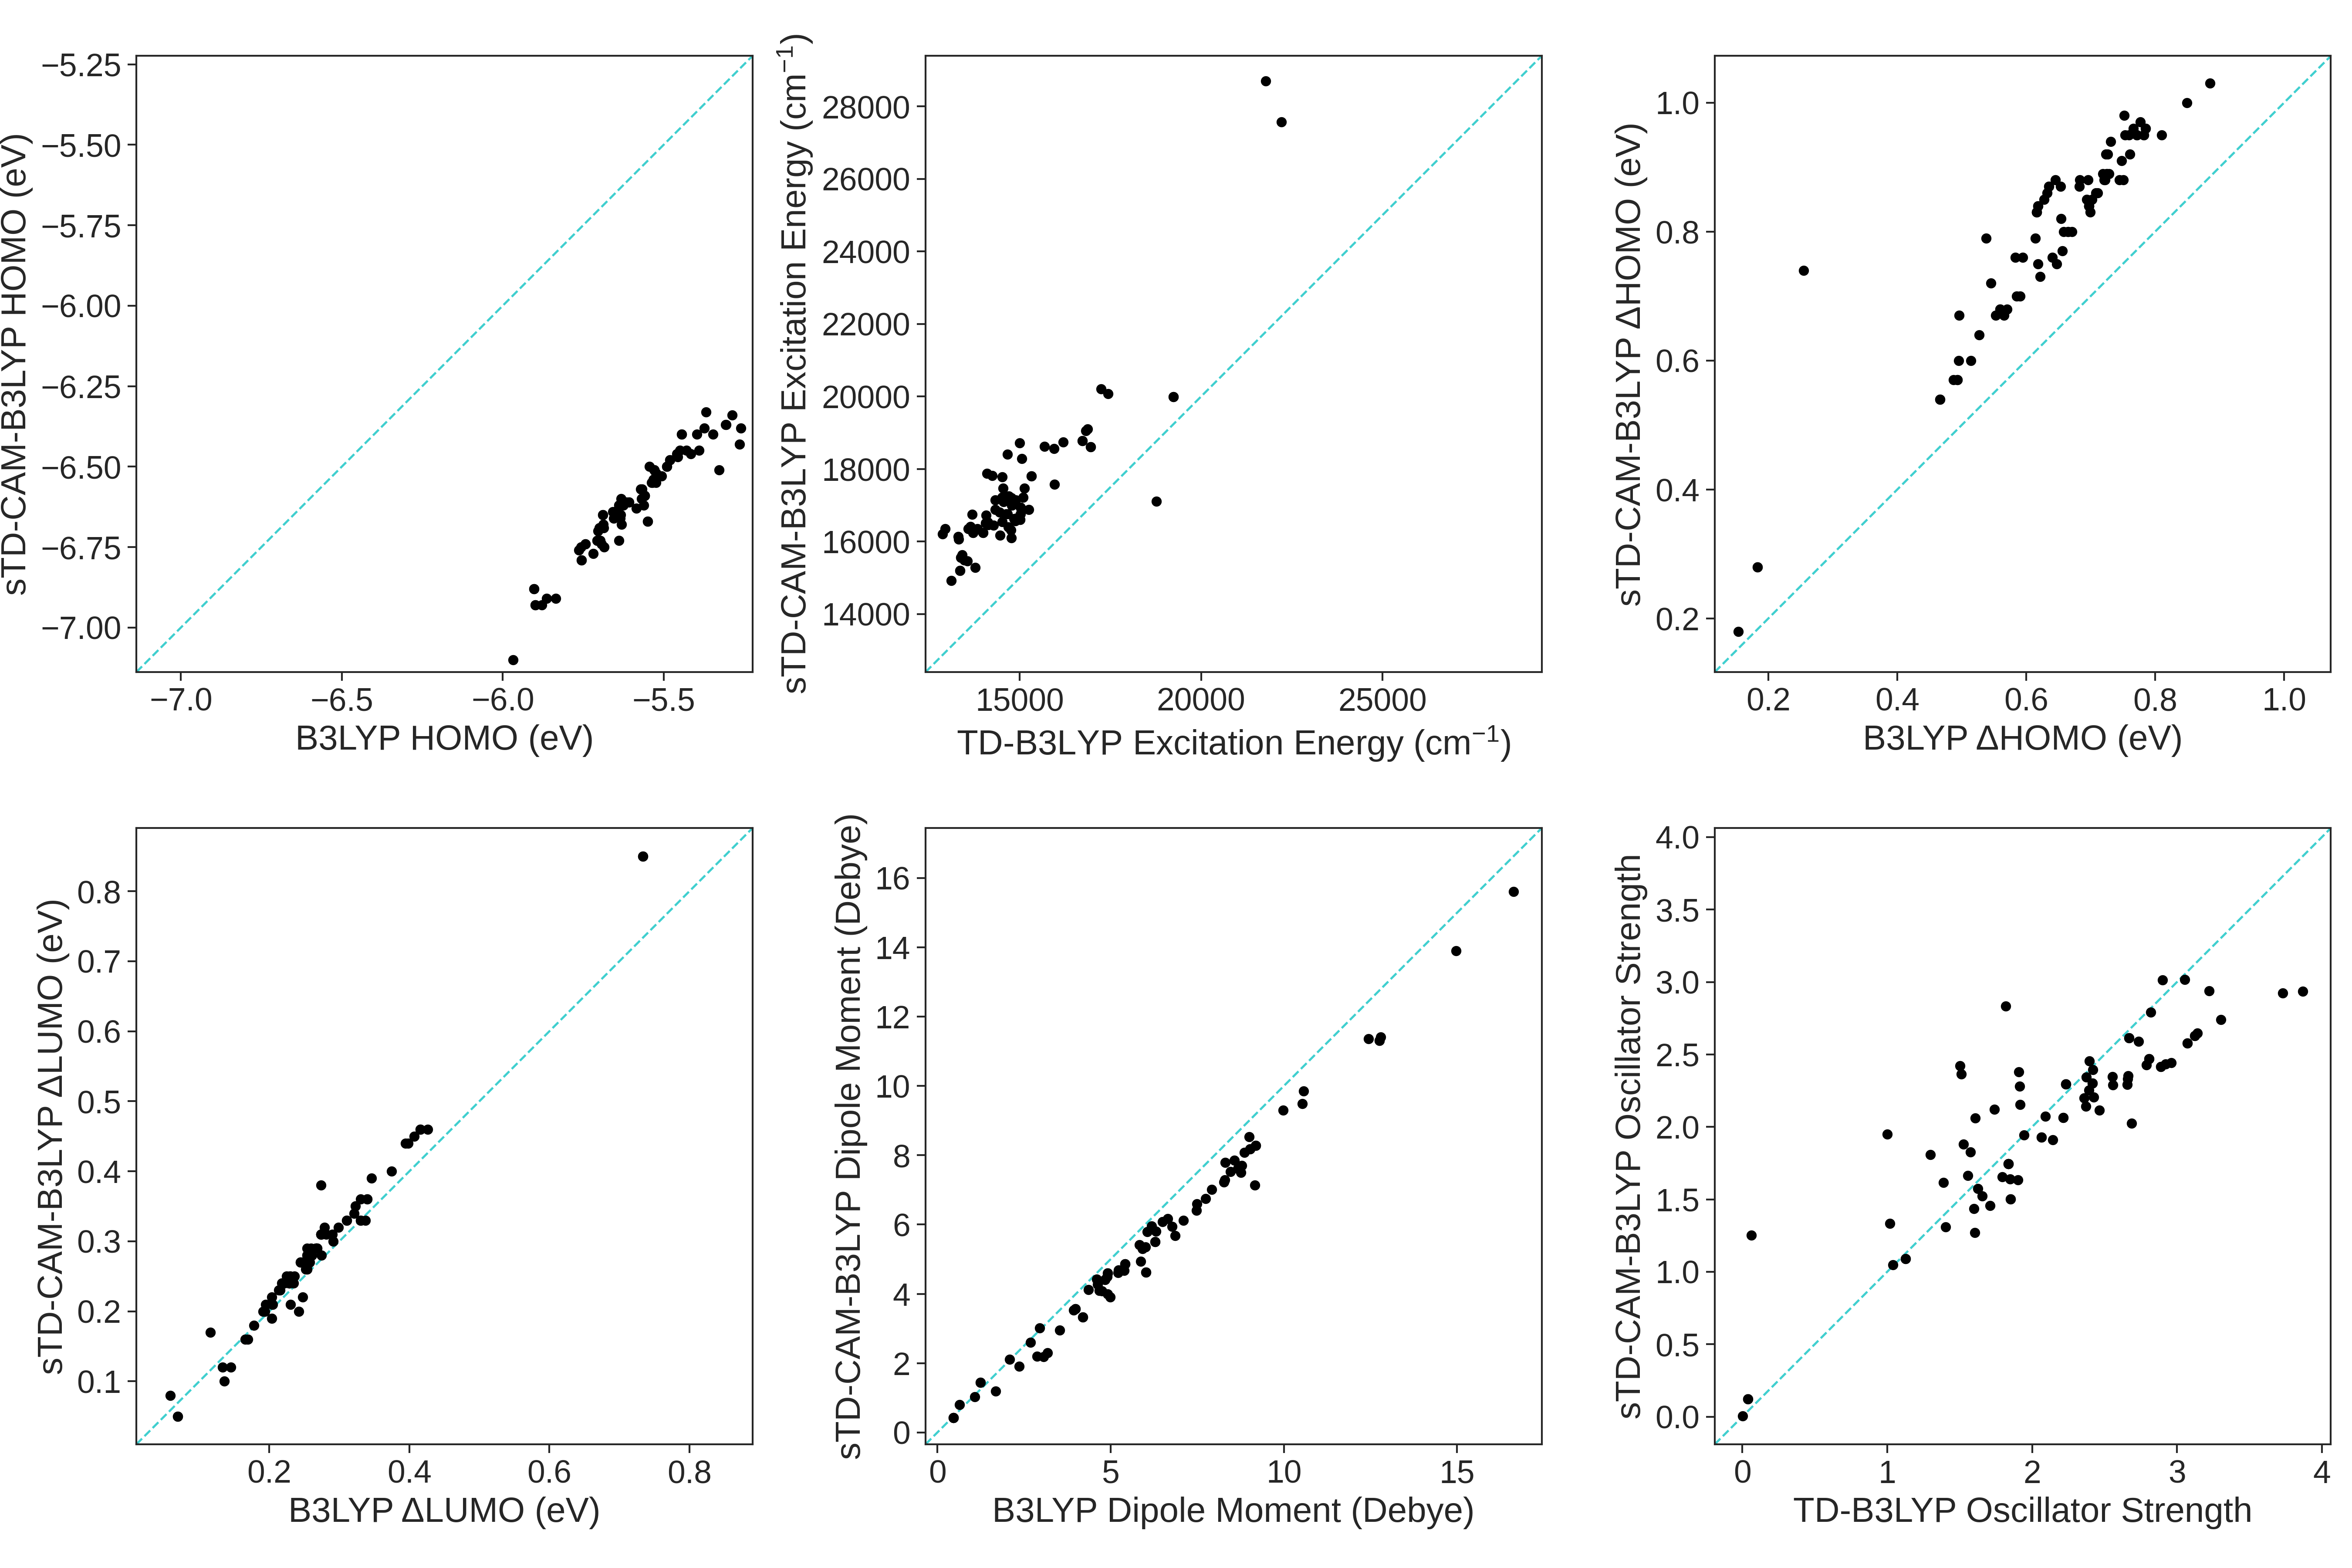 sTD-CAM-B3LYP HOMO (eV)
−5.25
−5.50
−5.75
−6.00
−6.25
−6.50
−6.75
−7.00
−7.0 −6.5 −6.0 −5.5
B3LYP HOMO (eV)
sTD-CAM-B3LYP Excitation Energy (cm⁻¹)
28000
26000
24000
22000
20000
18000
16000
14000
15000 20000 25000
TD-B3LYP Excitation Energy (cm⁻¹)
sTD-CAM-B3LYP ΔHOMO (eV)
1.0
0.8
0.6
0.4
0.2
0.2 0.4 0.6 0.8 1.0
B3LYP ΔHOMO (eV)
sTD-CAM-B3LYP ΔLUMO (eV)
0.8
0.7
0.6
0.5
0.4
0.3
0.2
0.1
0.2 0.4 0.6 0.8
B3LYP ΔLUMO (eV)
sTD-CAM-B3LYP Dipole Moment (Debye)
16
14
12
10
8
6
4
2
0
0 5 10 15
B3LYP Dipole Moment (Debye)
sTD-CAM-B3LYP Oscillator Strength
4.0
3.5
3.0
2.5
2.0
1.5
1.0
0.5
0.0
0 1 2 3 4
TD-B3LYP Oscillator Strength